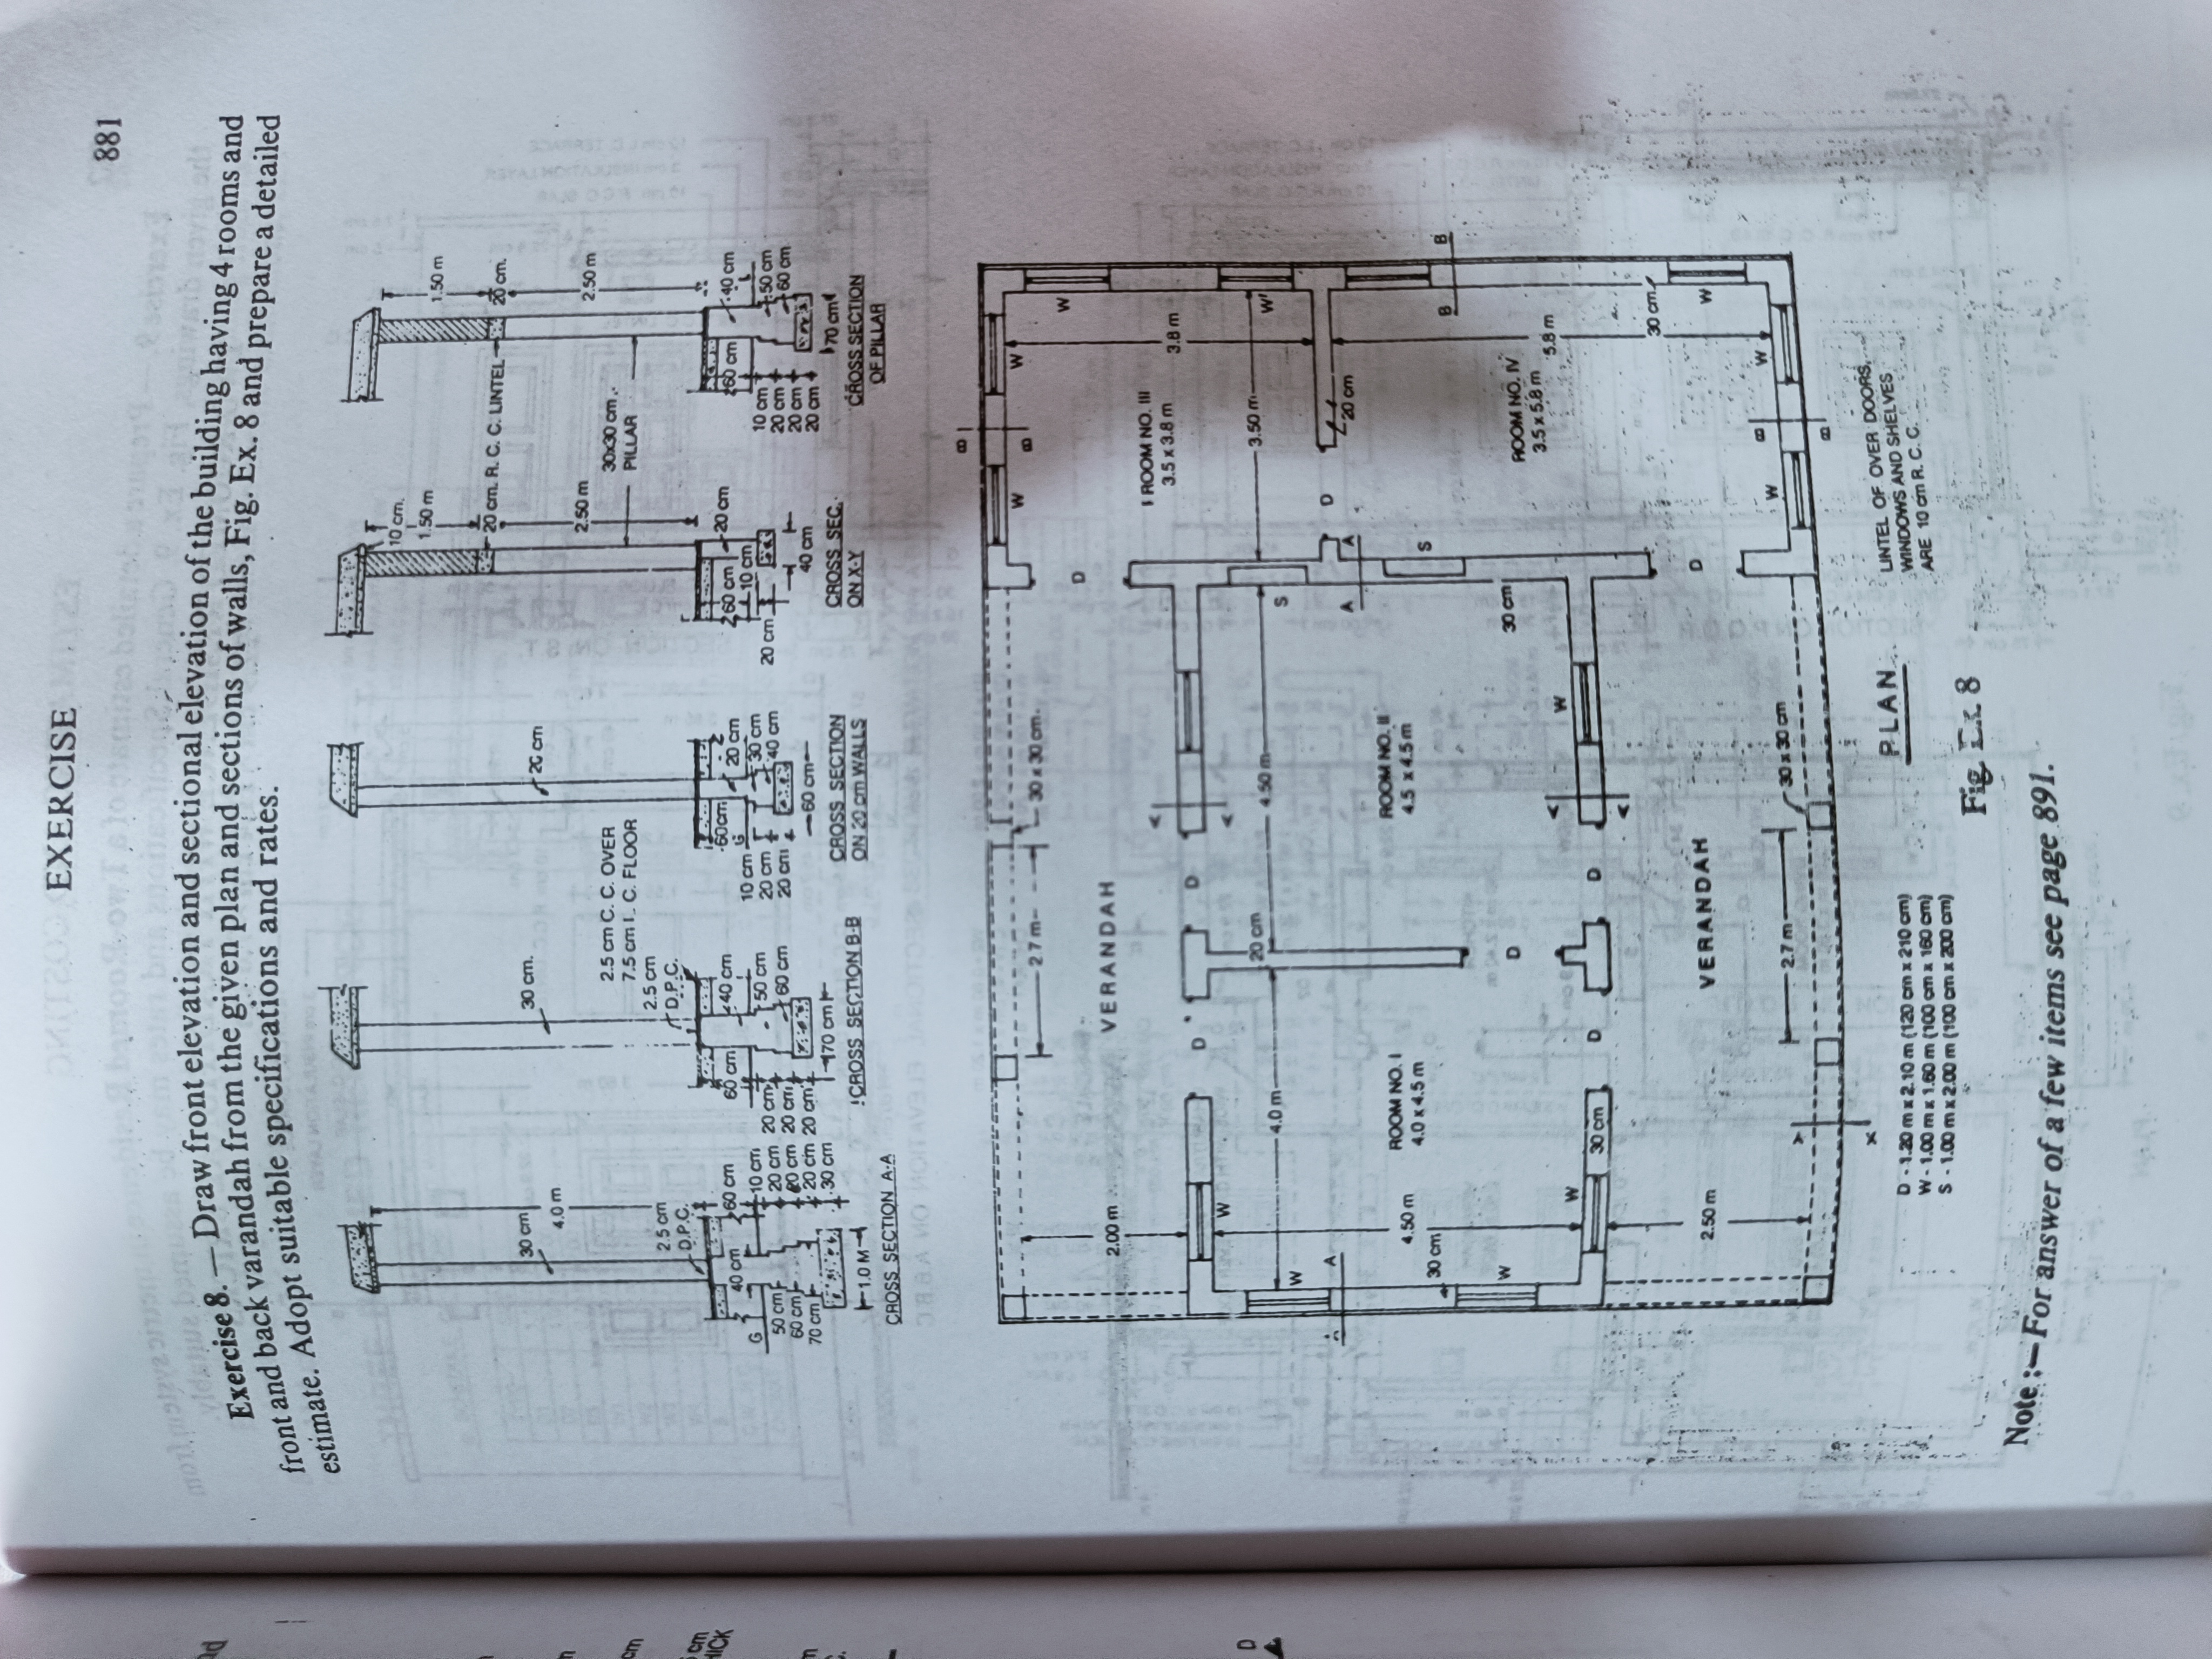 881
EXERCISE
Exercise 8. — Draw front elevation and sectional elevation of the building having 4 rooms and
front and back varandah from the given plan and sections of walls, Fig. Ex. 8 and prepare a detailed
estimate. Adopt suitable specifications and rates.
30 cm
4.0 m
2.5 cm
D.P.C.
40 cm
60 cm
G
10 cm
20 cm
20 cm
20 cm
30 cm
50 cm
60 cm
70 cm
1.0 M
CROSS SECTION A-A
30 cm.
2.5 cm C. C. OVER
7.5 cm L. C. FLOOR
2.5 cm
D.P.C.
60 cm
40 cm
50 cm
60 cm
20 cm
20 cm
20 cm
70 cm
CROSS SECTION B-B
20 cm
60cm
G
20 cm
30 cm
40 cm
10 cm
20 cm
20 cm
60 cm
CROSS SECTION
ON 20 cm WALLS
10 cm.
1.50 m
20 cm. R. C. C. LINTEL
2.50 m
60 cm
10 cm
20 cm
20 cm
40 cm
CROSS SEC.
ON X-Y
30x30 cm.
PILLAR
1.50 m
20 cm.
2.50 m
60 cm
40 cm
50 cm
60 cm
10 cm
20 cm
20 cm
20 cm
70 cm
CROSS SECTION
OF PILLAR
2.7 m
30 x 30 cm.
VERANDAH
2.00 m
D
D
D
W
W
W
W
B
B
I ROOM NO. III
3.5 x 3.8 m
3.8 m
W'
3.50 m
20 cm
D
4.0 m
20 cm
4.50 m
S
A
A
S
W
A
ROOM NO. I
4.0 x 4.5 m
4.50 m
30 cm
W
D
ROOM NO. II
4.5 x 4.5 m
30 cm
ROOM NO. IV
3.5 x 5.8 m
5.8 m
B
B
30 cm
W
W
W
W
30 cm
D
D
A
A
W
D
B
B
2.50 m
VERANDAH
2.7 m
30 x 30 cm
Y
X
D - 1.20 m x 2.10 m (120 cm x 210 cm)
W - 1.00 m x 1.60 m (100 cm x 160 cm)
S - 1.00 m x 2.00 m (100 cm x 200 cm)
PLAN
LINTEL OF OVER DOORS,
WINDOWS AND SHELVES
ARE 10 cm R. C. C.
Fig. Ex. 8
Note :— For answer of a few items see page 891.